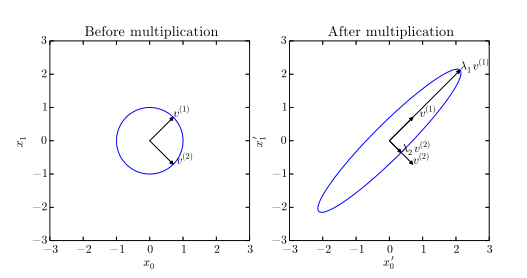 Before multiplication
3
2
1
0
−1
−2
−3
−3
−2
−1
0
1
2
3
x₀
x₁
v⁽¹⁾
v⁽²⁾
After multiplication
3
2
1
0
−1
−2
−3
−3
−2
−1
0
1
2
3
x₀′
x₁′
v⁽¹⁾
λ₁ v⁽¹⁾
λ₂ v⁽²⁾
v⁽²⁾